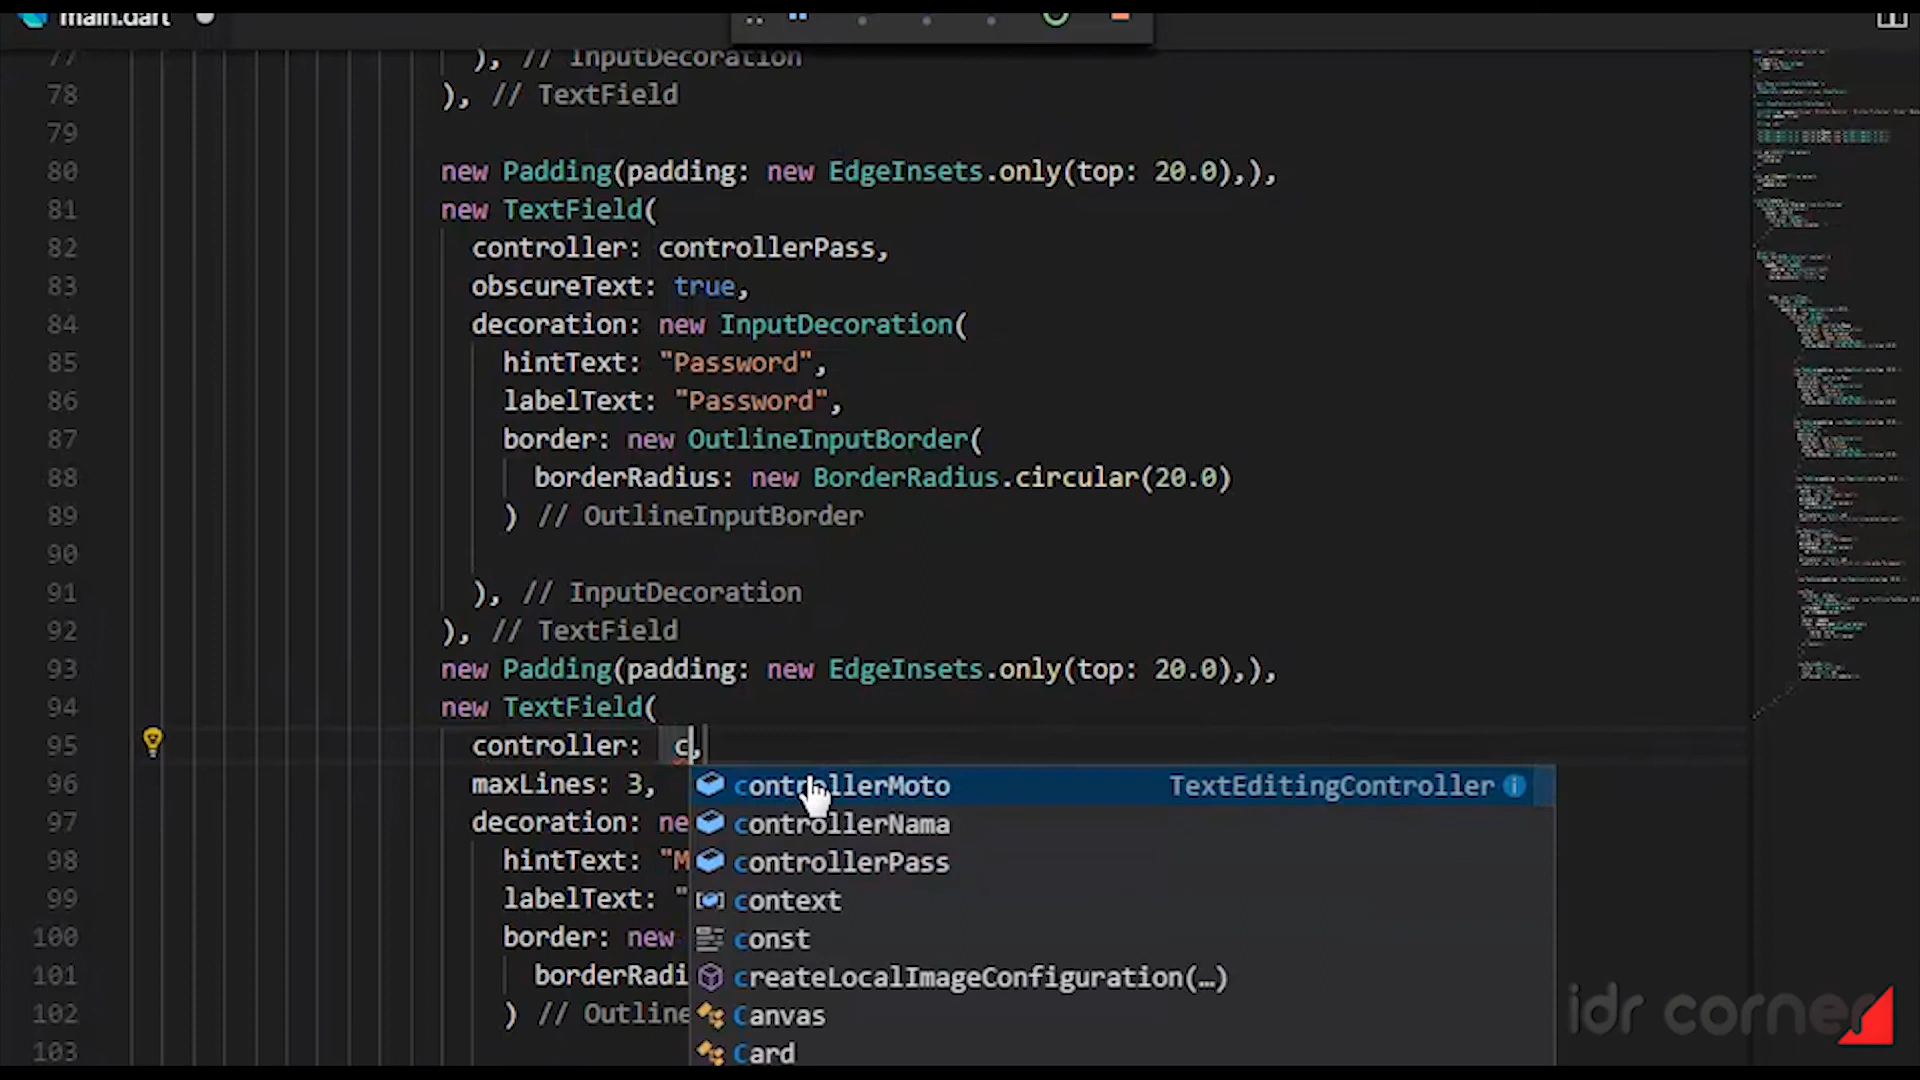 main.dart
77 ), // InputDecoration
78 ), // TextField
79
80 new Padding(padding: new EdgeInsets.only(top: 20.0),),
81 new TextField(
82 controller: controllerPass,
83 obscureText: true,
84 decoration: new InputDecoration(
85 hintText: "Password",
86 labelText: "Password",
87 border: new OutlineInputBorder(
88 borderRadius: new BorderRadius.circular(20.0)
89 ) // OutlineInputBorder
90
91 ), // InputDecoration
92 ), // TextField
93 new Padding(padding: new EdgeInsets.only(top: 20.0),),
94 new TextField(
95 controller: c,
96 maxLines: 3, controllerMoto TextEditingController
97 decoration: ne controllerNama
98 hintText: "M controllerPass
99 labelText: " context
100 border: new const
101 borderRadi createLocalImageConfiguration(…)
102 ) // Outline Canvas
103 Card
idr corner